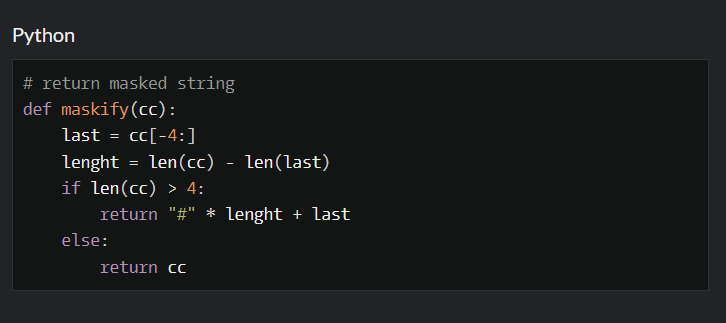 Python
# return masked string
def maskify(cc):
    last = cc[-4:]
    lenght = len(cc) - len(last)
    if len(cc) > 4:
        return "#" * lenght + last
    else:
        return cc